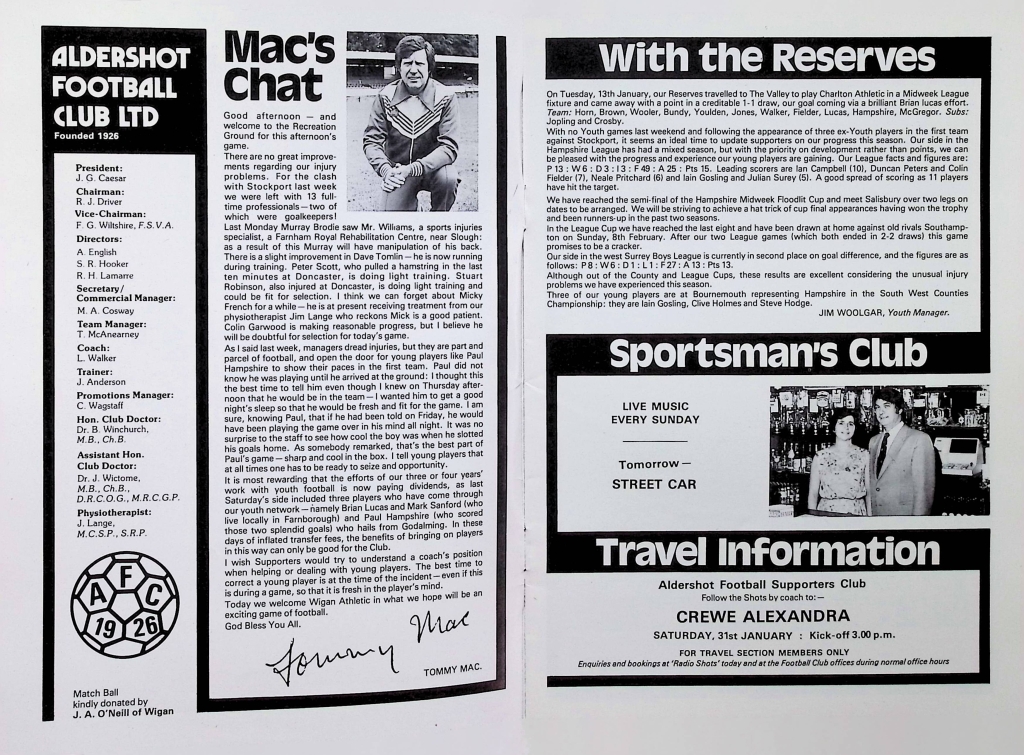 ALDERSHOT
FOOTBALL
CLUB LTD
Founded 1926
President:
J. G. Caesar
Chairman:
R. J. Driver
Vice-Chairman:
F. G. Wiltshire, F.S.V.A.
Directors:
A. English
S. R. Hooker
R. H. Lamarre
Secretary/
Commercial Manager:
M. A. Cosway
Team Manager:
T. McAnearney
Coach:
L. Walker
Trainer:
J. Anderson
Promotions Manager:
C. Wagstaff
Hon. Club Doctor:
Dr. B. Winchurch,
M.B., Ch.B.
Assistant Hon.
Club Doctor:
Dr. J. Wictome,
M.B., Ch.B.,
D.R.C.O.G., M.R.C.G.P.
Physiotherapist:
J. Lange,
M.C.S.P., S.R.P.
A F C
19 26
Match Ball
kindly donated by
J. A. O'Neill of Wigan
Mac's
Chat
Good afternoon — and
welcome to the Recreation
Ground for this afternoon's
game.
There are no great improve-
ments regarding our injury
problems. For the clash
with Stockport last week
we were left with 13 full-
time professionals — two of
which were goalkeepers!
Last Monday Murray Brodie saw Mr. Williams, a sports injuries
specialist, a Farnham Royal Rehabilitation Centre, near Slough:
as a result of this Murray will have manipulation of his back.
There is a slight improvement in Dave Tomlin — he is now running
during training. Peter Scott, who pulled a hamstring in the last
ten minutes at Doncaster, is doing light training. Stuart
Robinson, also injured at Doncaster, is doing light training and
could be fit for selection. I think we can forget about Micky
French for a while — he is at present receiving treatment from our
physiotherapist Jim Lange who reckons Mick is a good patient.
Colin Garwood is making reasonable progress, but I believe he
will be doubtful for selection for today's game.
As I said last week, managers dread injuries, but they are part and
parcel of football, and open the door for young players like Paul
Hampshire to show their paces in the first team. Paul did not
know he was playing until he arrived at the ground: I thought this
the best time to tell him even though I knew on Thursday after-
noon that he would be in the team — I wanted him to get a good
night's sleep so that he would be fresh and fit for the game. I am
sure, knowing Paul, that if he had been told on Friday, he would
have been playing the game over in his mind all night. It was no
surprise to the staff to see how cool the boy was when he slotted
his goals home. As somebody remarked, that's the best part of
Paul's game — sharp and cool in the box. I tell young players that
at all times one has to be ready to seize and opportunity.
It is most rewarding that the efforts of our three or four years'
work with youth football is now paying dividends, as last
Saturday's side included three players who have come through
our youth network — namely Brian Lucas and Mark Sanford (who
live locally in Farnborough) and Paul Hampshire (who scored
those two splendid goals) who hails from Godalming. In these
days of inflated transfer fees, the benefits of bringing on players
in this way can only be good for the Club.
I wish Supporters would try to understand a coach's position
when helping or dealing with young players. The best time to
correct a young player is at the time of the incident — even if this
is during a game, so that it is fresh in the player's mind.
Today we welcome Wigan Athletic in what we hope will be an
exciting game of football.
God Bless You All.
Tommy Mac
TOMMY MAC.
With the Reserves
On Tuesday, 13th January, our Reserves travelled to The Valley to play Charlton Athletic in a Midweek League
fixture and came away with a point in a creditable 1-1 draw, our goal coming via a brilliant Brian lucas effort.
Team: Horn, Brown, Wooler, Bundy, Youlden, Jones, Walker, Fielder, Lucas, Hampshire, McGregor. Subs:
Jopling and Crosby.
With no Youth games last weekend and following the appearance of three ex-Youth players in the first team
against Stockport, it seems an ideal time to update supporters on our progress this season. Our side in the
Hampshire League has had a mixed season, but with the priority on development rather than points, we can
be pleased with the progress and experience our young players are gaining. Our League facts and figures are:
P 13 : W 6 : D 3 : l 3 : F 49 : A 25 : Pts 15. Leading scorers are Ian Campbell (10), Duncan Peters and Colin
Fielder (7), Neale Pritchard (6) and Iain Gosling and Julian Surey (5). A good spread of scoring as 11 players
have hit the target.
We have reached the semi-final of the Hampshire Midweek Floodlit Cup and meet Salisbury over two legs on
dates to be arranged. We will be striving to achieve a hat trick of cup final appearances having won the trophy
and been runners-up in the past two seasons.
In the League Cup we have reached the last eight and have been drawn at home against old rivals Southamp-
ton on Sunday, 8th February. After our two League games (which both ended in 2-2 draws) this game
promises to be a cracker.
Our side in the west Surrey Boys League is currently in second place on goal difference, and the figures are as
follows: P 8 : W 6 : D 1 : L 1 : F 27 : A 13 : Pts 13.
Although out of the County and League Cups, these results are excellent considering the unusual injury
problems we have experienced this season.
Three of our young players are at Bournemouth representing Hampshire in the South West Counties
Championship: they are Iain Gosling, Clive Holmes and Steve Hodge.
JIM WOOLGAR, Youth Manager.
Sportsman's Club
LIVE MUSIC
EVERY SUNDAY
Tomorrow —
STREET CAR
Travel Information
Aldershot Football Supporters Club
Follow the Shots by coach to:—
CREWE ALEXANDRA
SATURDAY, 31st JANUARY : Kick-off 3.00 p.m.
FOR TRAVEL SECTION MEMBERS ONLY
Enquiries and bookings at 'Radio Shots' today and at the Football Club offices during normal office hours